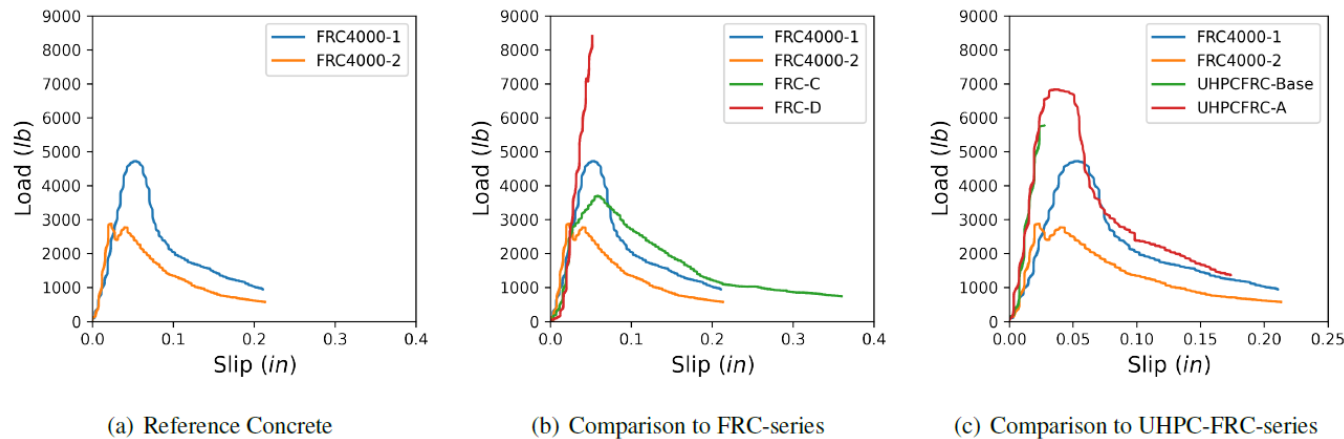 9000
8000
7000
6000
5000
4000
3000
2000
1000
0
Load (lb)
FRC4000-1
FRC4000-2
0.0 0.1 0.2 0.3 0.4
Slip (in)
(a) Reference Concrete
9000
8000
7000
6000
5000
4000
3000
2000
1000
0
Load (lb)
FRC4000-1
FRC4000-2
FRC-C
FRC-D
0.0 0.1 0.2 0.3 0.4
Slip (in)
(b) Comparison to FRC-series
9000
8000
7000
6000
5000
4000
3000
2000
1000
0
Load (lb)
FRC4000-1
FRC4000-2
UHPCFRC-Base
UHPCFRC-A
0.00 0.05 0.10 0.15 0.20 0.25
Slip (in)
(c) Comparison to UHPC-FRC-series